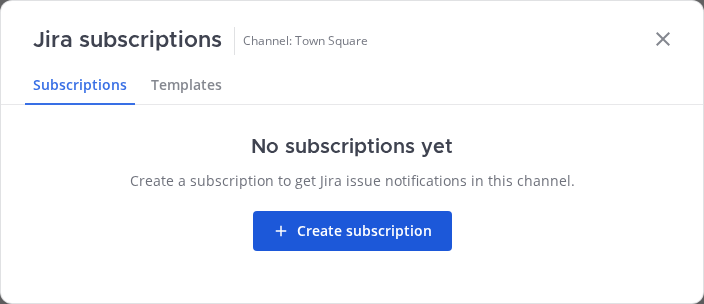 Jira subscriptions
Channel: Town Square
Subscriptions
Templates
No subscriptions yet
Create a subscription to get Jira issue notifications in this channel.
Create subscription